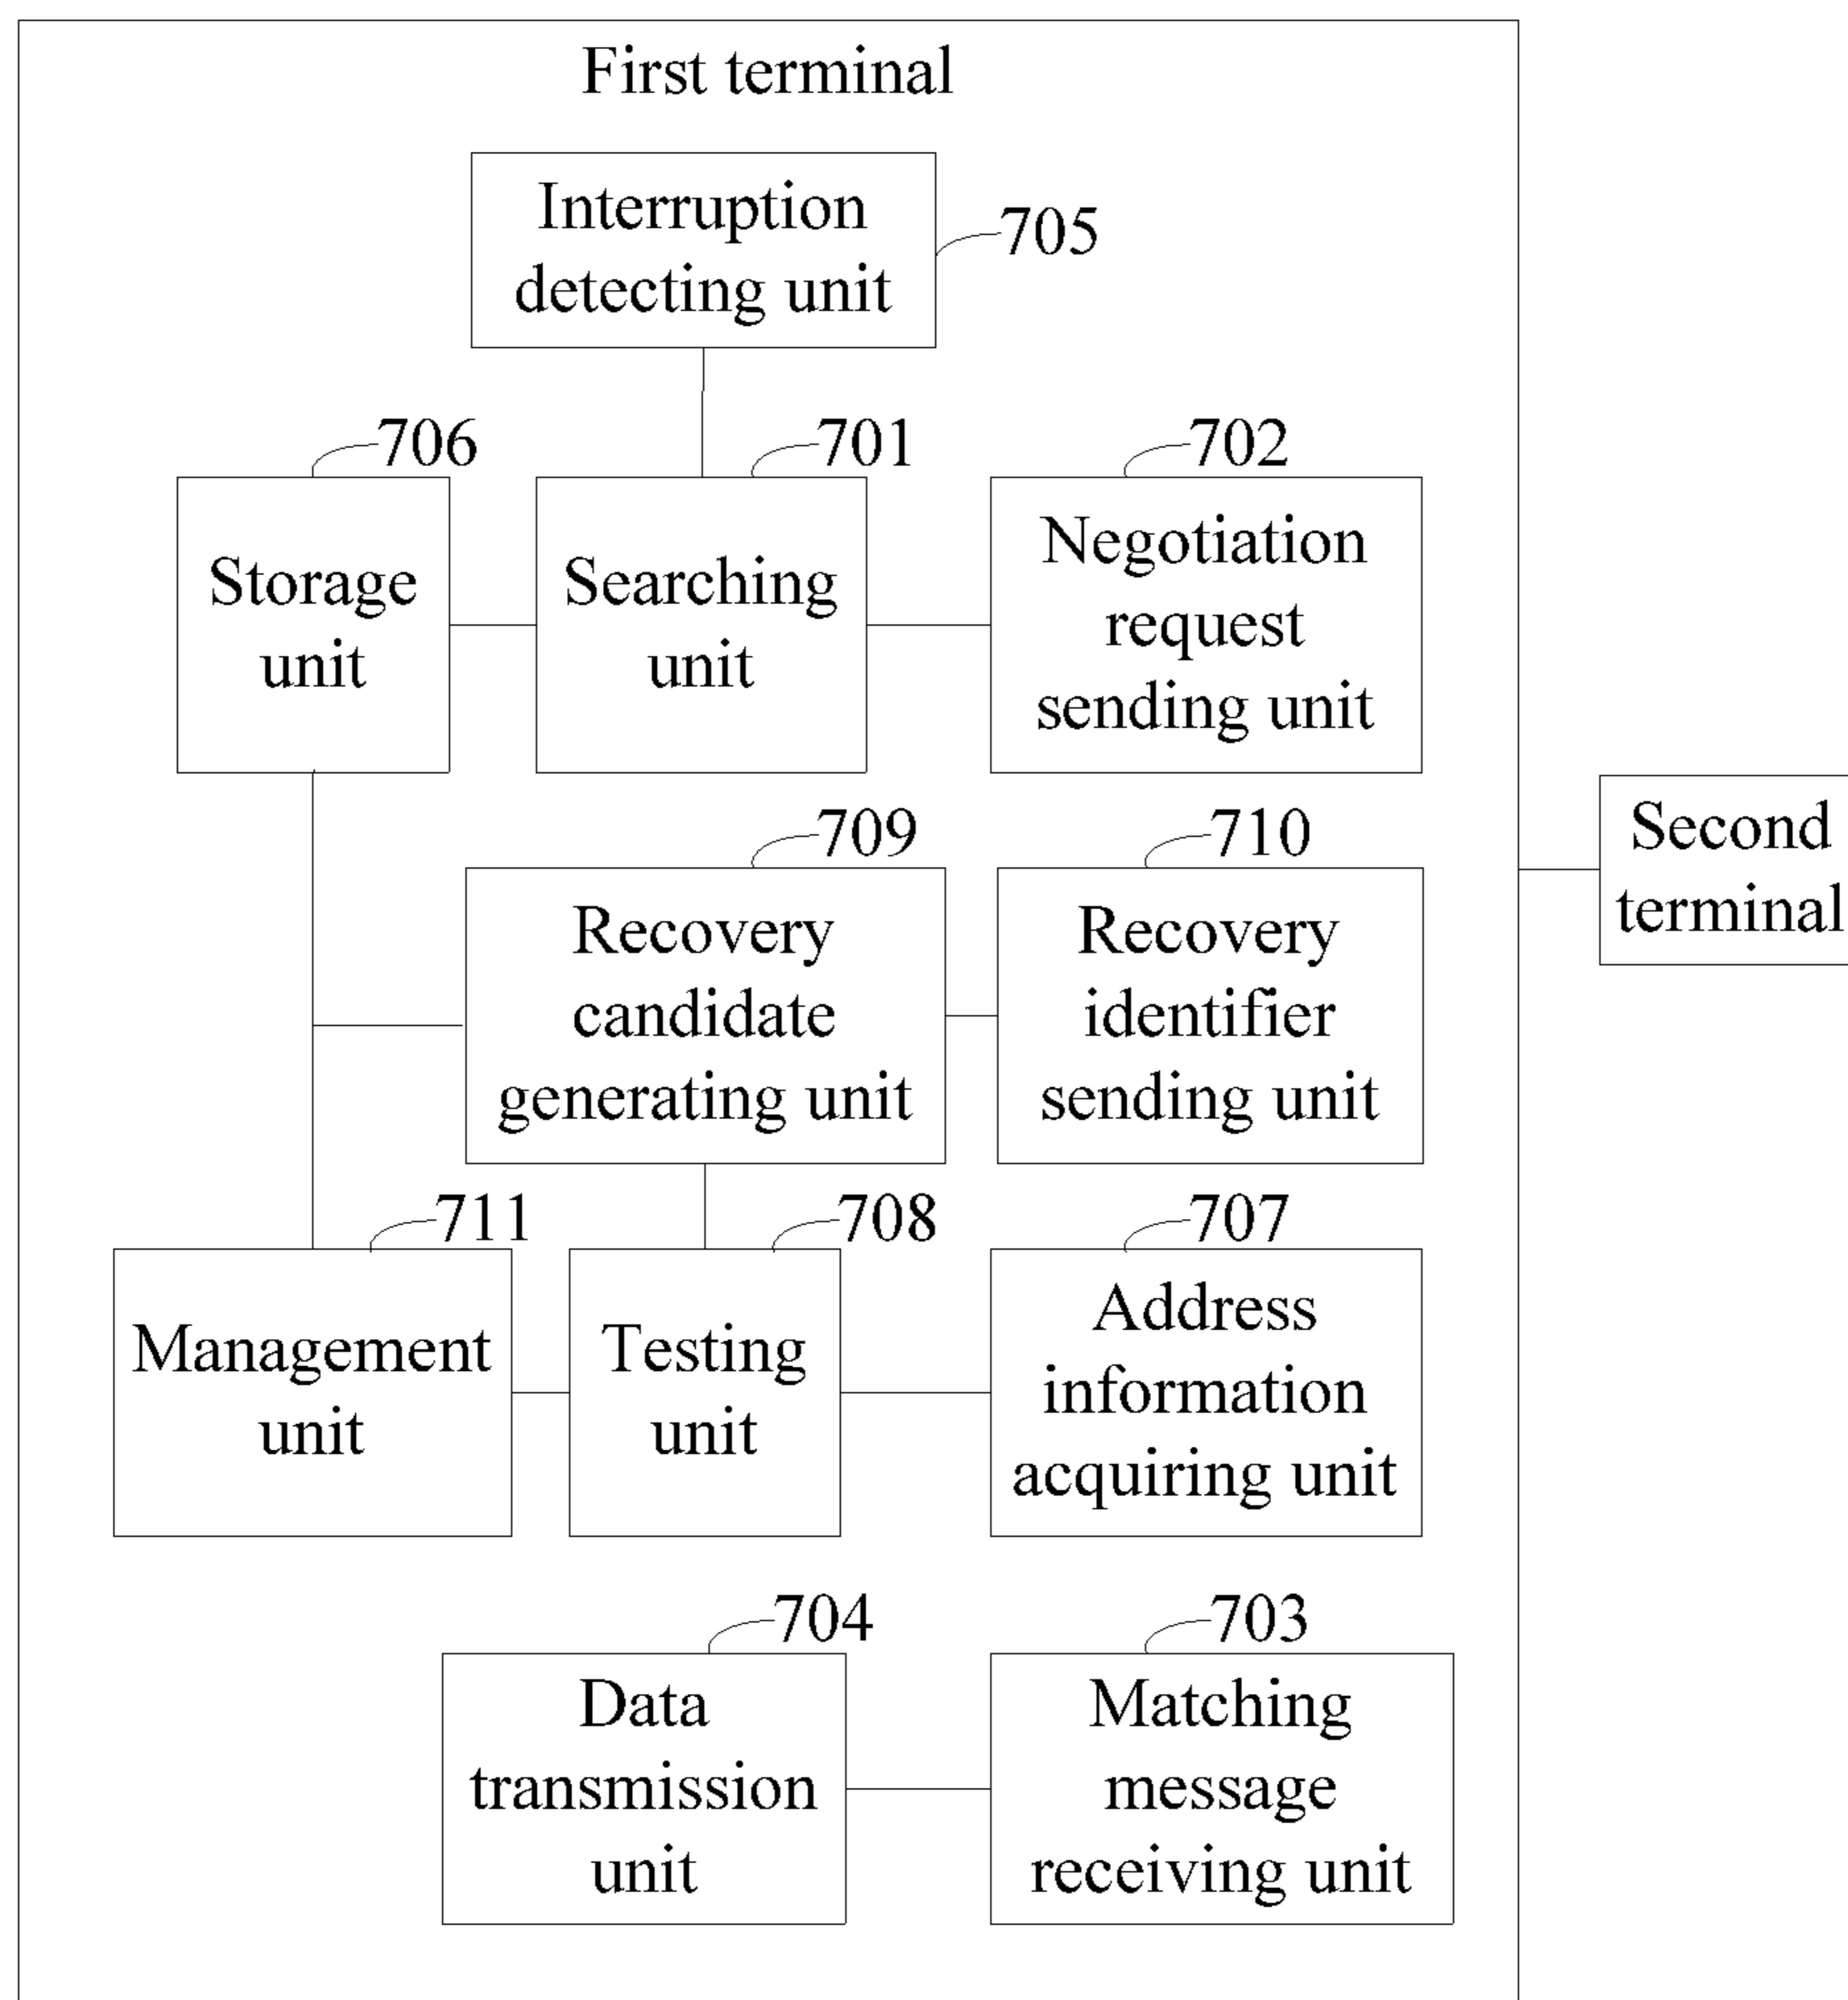 First terminal
Interruption
detecting unit
705
706
701
702
Storage
unit
Searching
unit
Negotiation
request
sending unit
Second
terminal
709
710
Recovery
candidate
generating unit
Recovery
identifier
sending unit
711
708
707
Management
unit
Testing
unit
Address
information
acquiring unit
704
703
Data
transmission
unit
Matching
message
receiving unit